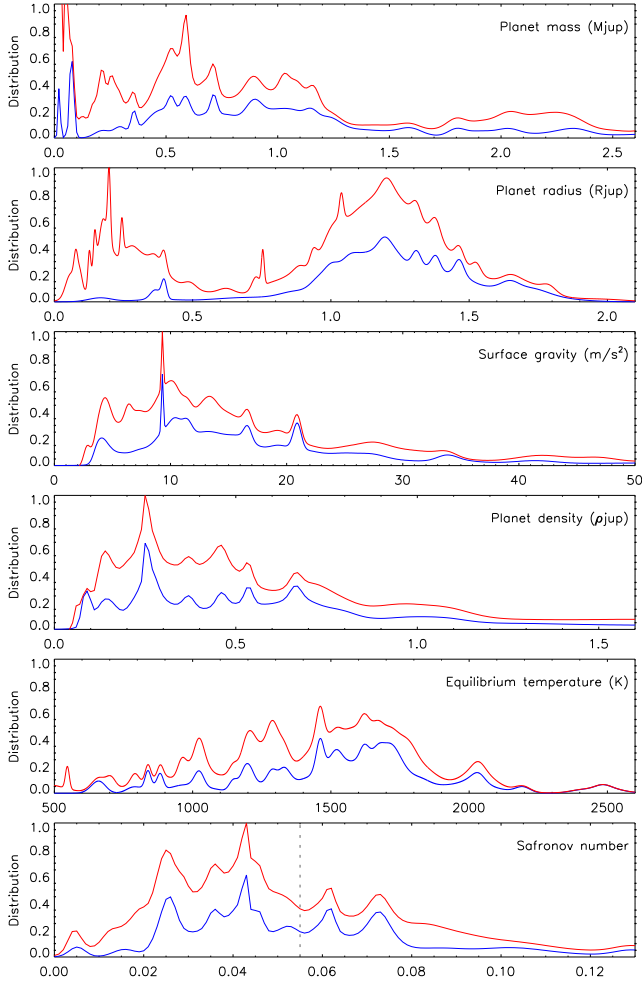 Planet mass (Mjup)
Distribution
1.0
0.8
0.6
0.4
0.2
0.0
0.0 0.5 1.0 1.5 2.0 2.5
Planet radius (Rjup)
Distribution
1.0
0.8
0.6
0.4
0.2
0.0
0.0 0.5 1.0 1.5 2.0
Surface gravity (m/s²)
Distribution
1.0
0.8
0.6
0.4
0.2
0.0
0 10 20 30 40 50
Planet density (ρjup)
Distribution
1.0
0.8
0.6
0.4
0.2
0.0
0.0 0.5 1.0 1.5
Equilibrium temperature (K)
Distribution
1.0
0.8
0.6
0.4
0.2
0.0
500 1000 1500 2000 2500
Safronov number
Distribution
1.0
0.8
0.6
0.4
0.2
0.0
0.00 0.02 0.04 0.06 0.08 0.10 0.12